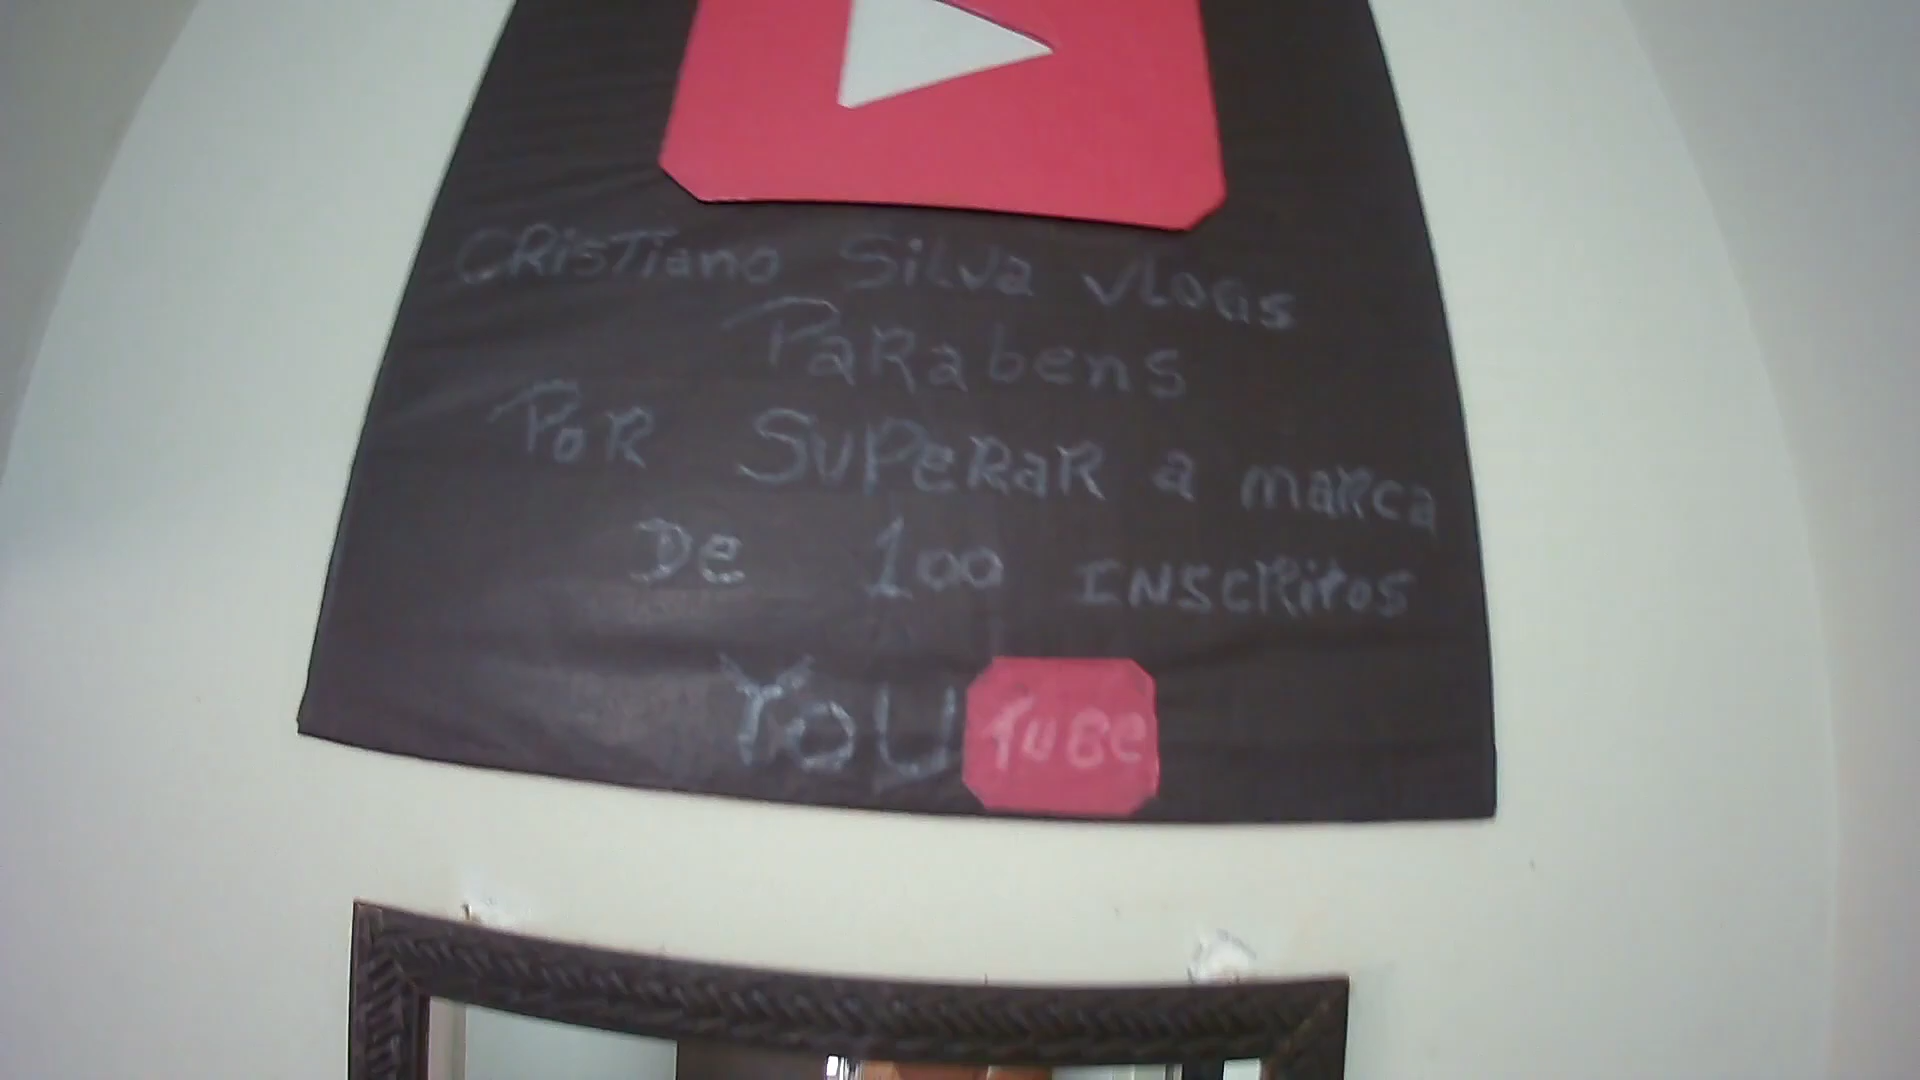 CRisTiano SiLva vLOGs
PaRabens
PoR SuPeRaR a maRca
De 100 INSCRitos
YoU TuBe